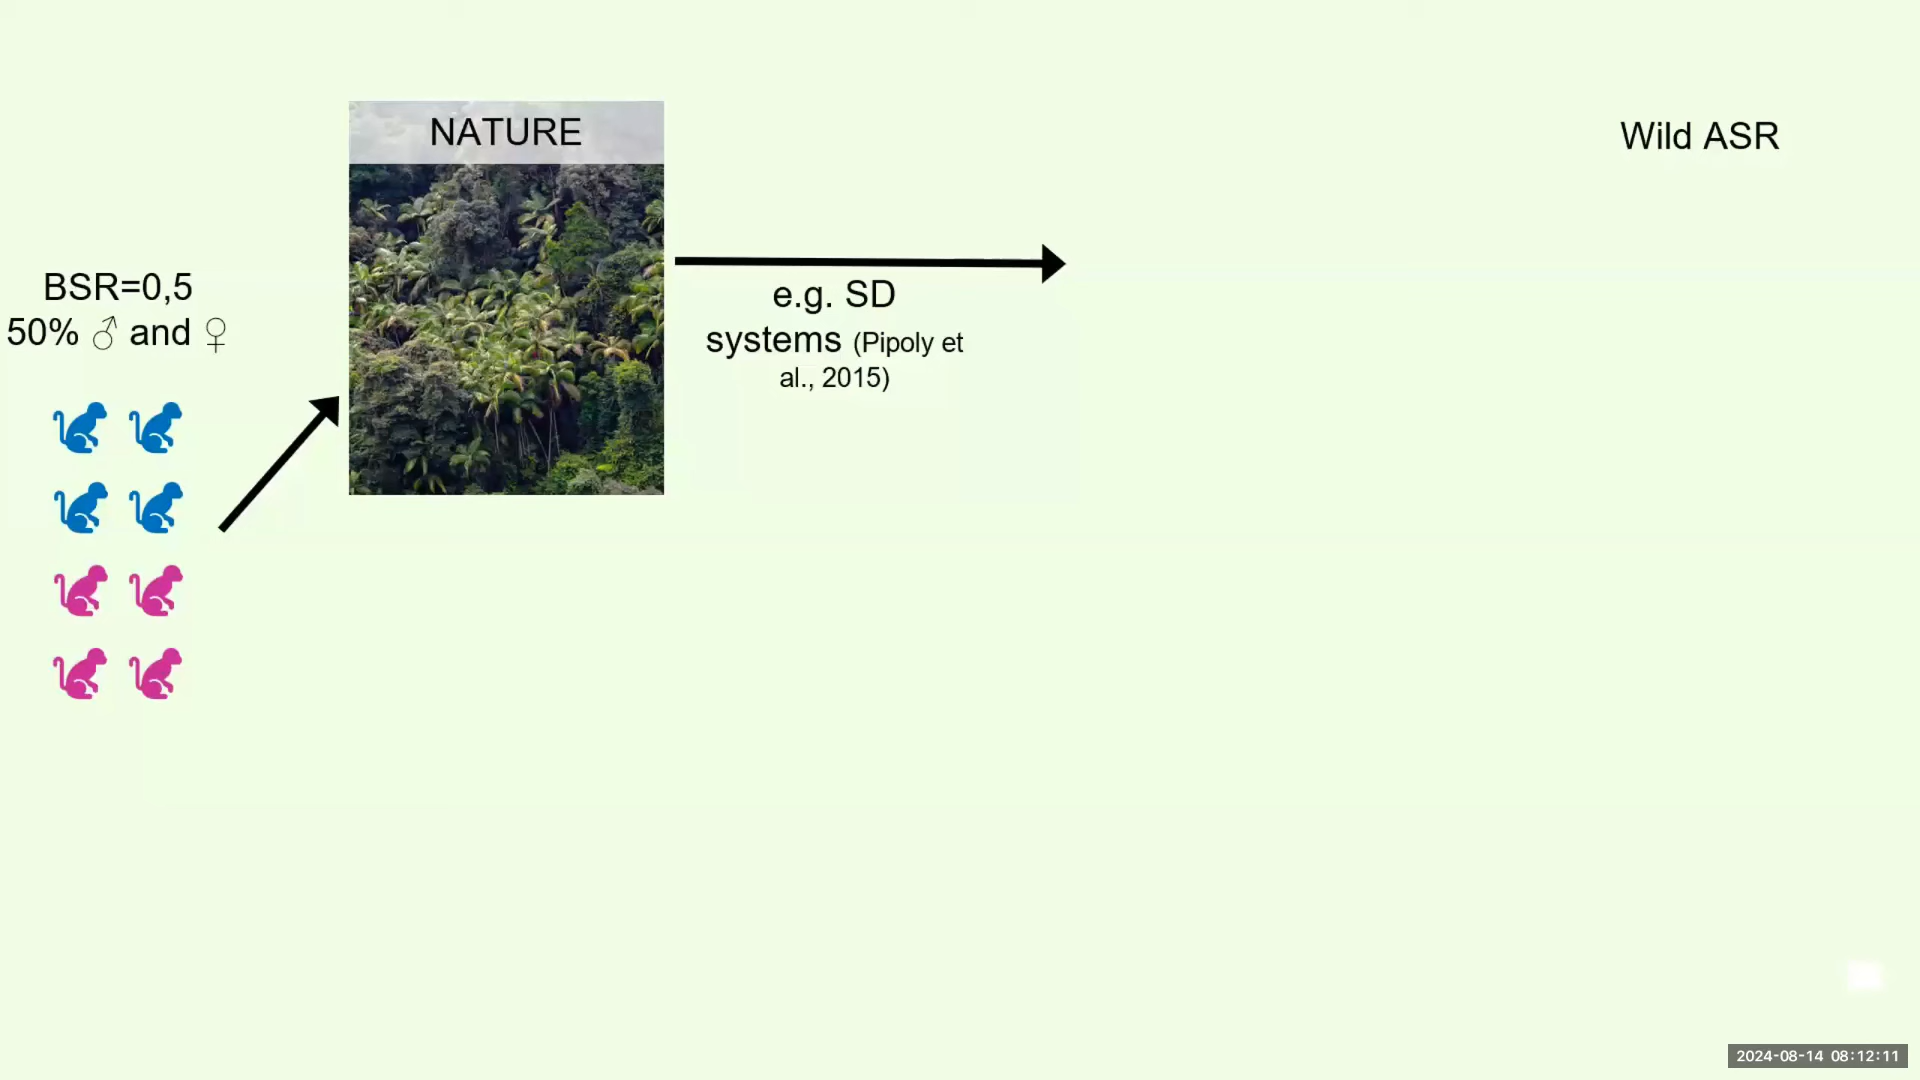 NATURE
Wild ASR
BSR=0,5
50% ♂ and ♀
e.g. SD
systems (Pipoly et
al., 2015)
2024-08-14 08:12:11